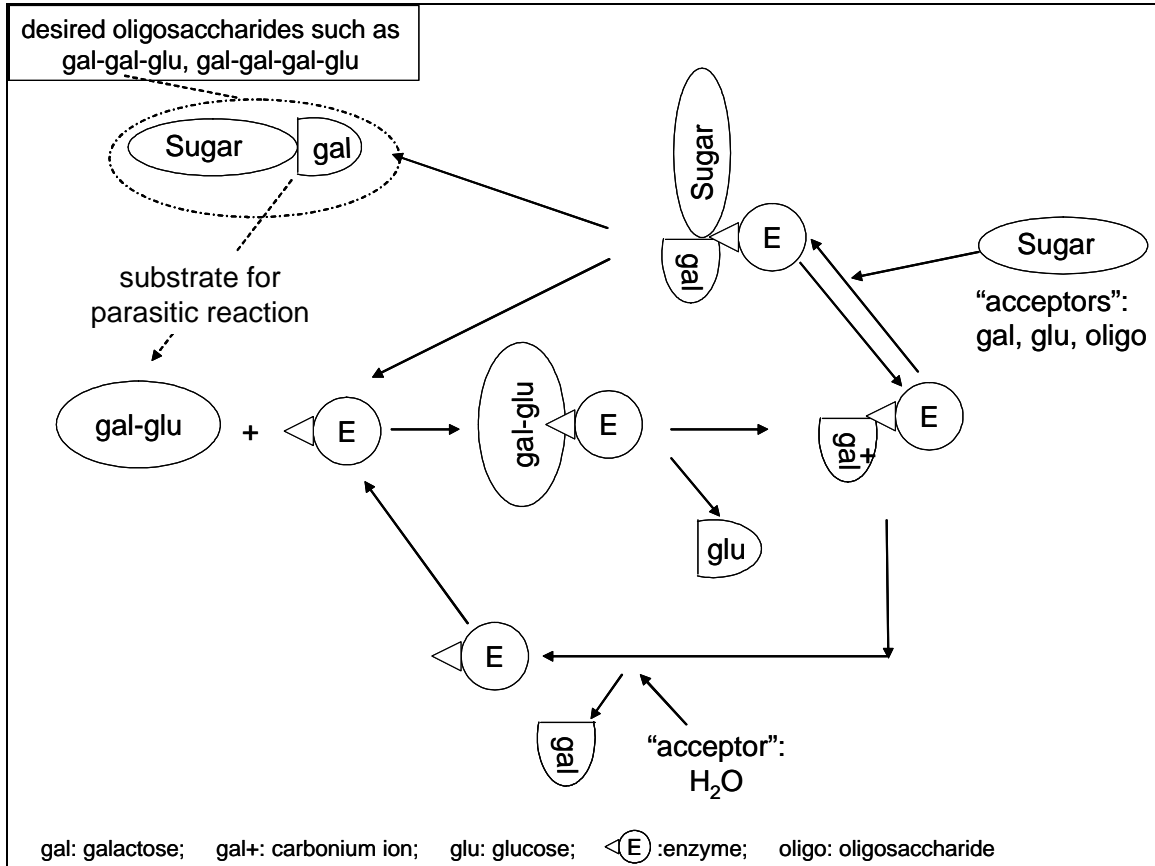 desired oligosaccharides such as
gal-gal-glu, gal-gal-gal-glu
Sugar
gal
Sugar
gal
E
Sugar
"acceptors":
gal, glu, oligo
substrate for
parasitic reaction
gal-glu
+
E
gal-glu
E
E
gal
+
glu
E
gal
"acceptor":
H₂O
gal: galactose; gal+: carbonium ion; glu: glucose; E :enzyme; oligo: oligosaccharide